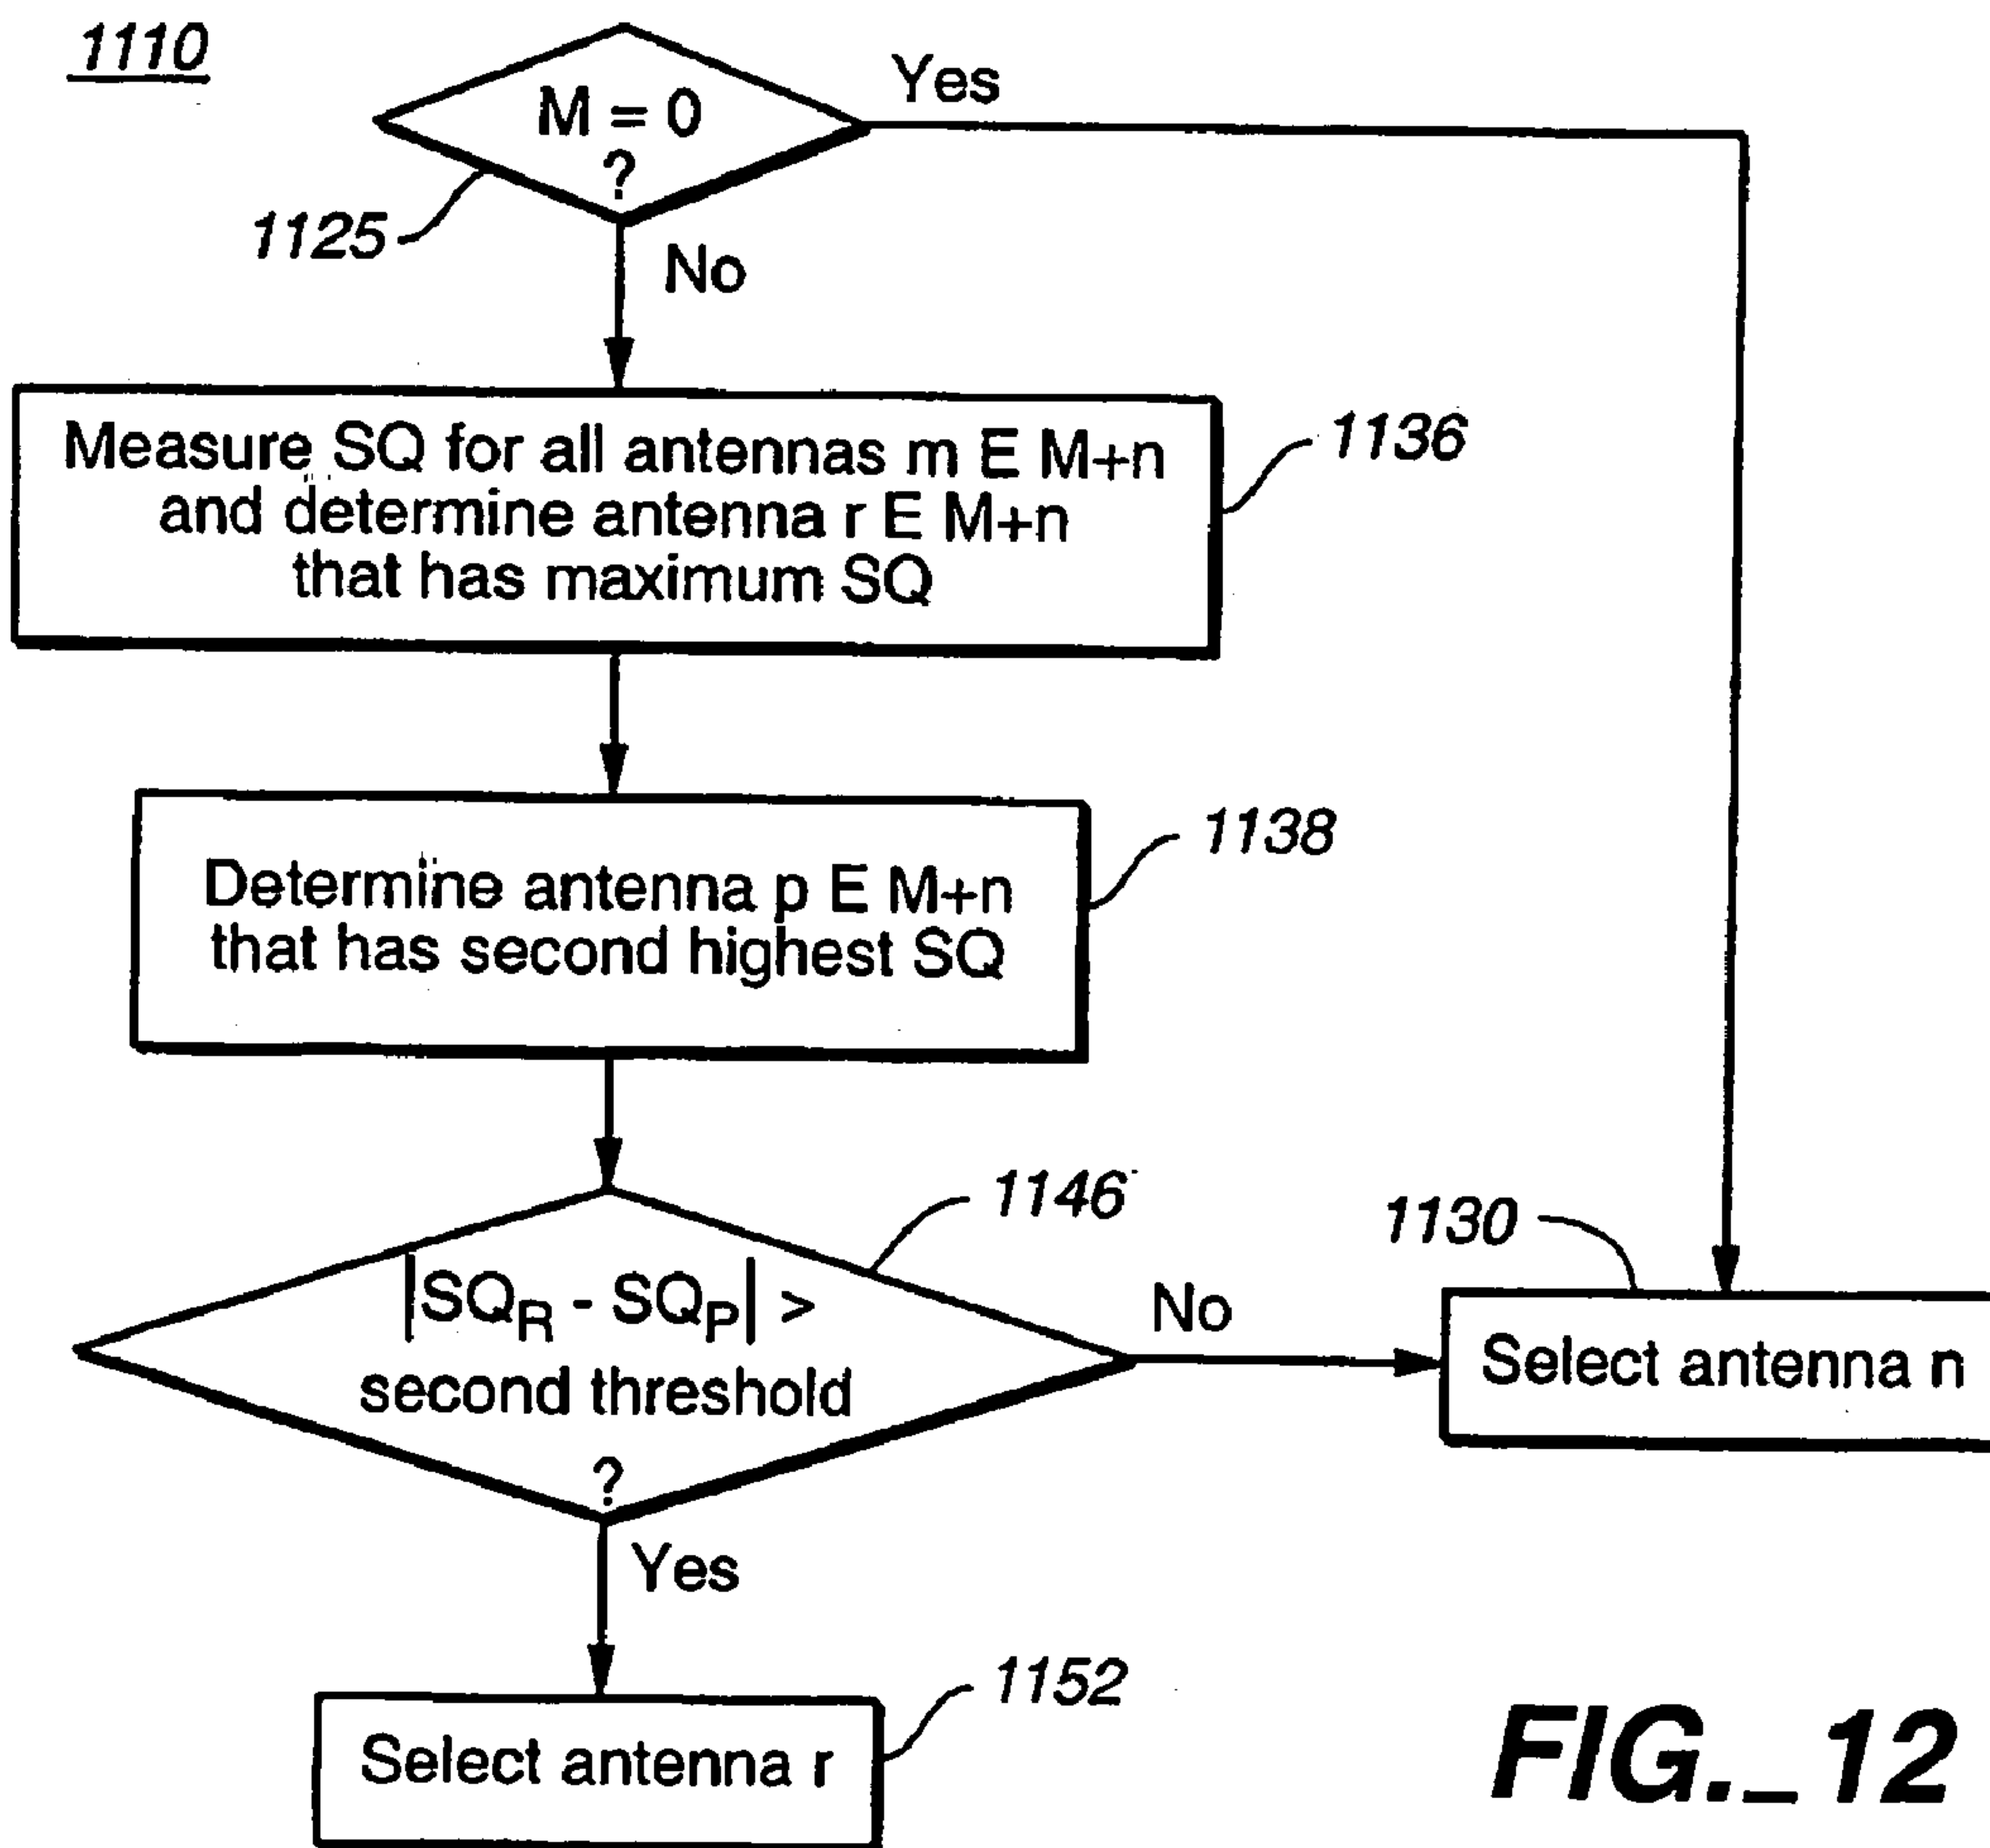 1110
M = 0
?
Yes
1125
No
Measure SQ for all antennas m E M+n
and determine antenna r E M+n
that has maximum SQ
1136
Determine antenna p E M+n
that has second highest SQ
1138
|SQR - SQP| >
second threshold
?
1146
No
1130
Select antenna n
Yes
Select antenna r
1152
FIG._12